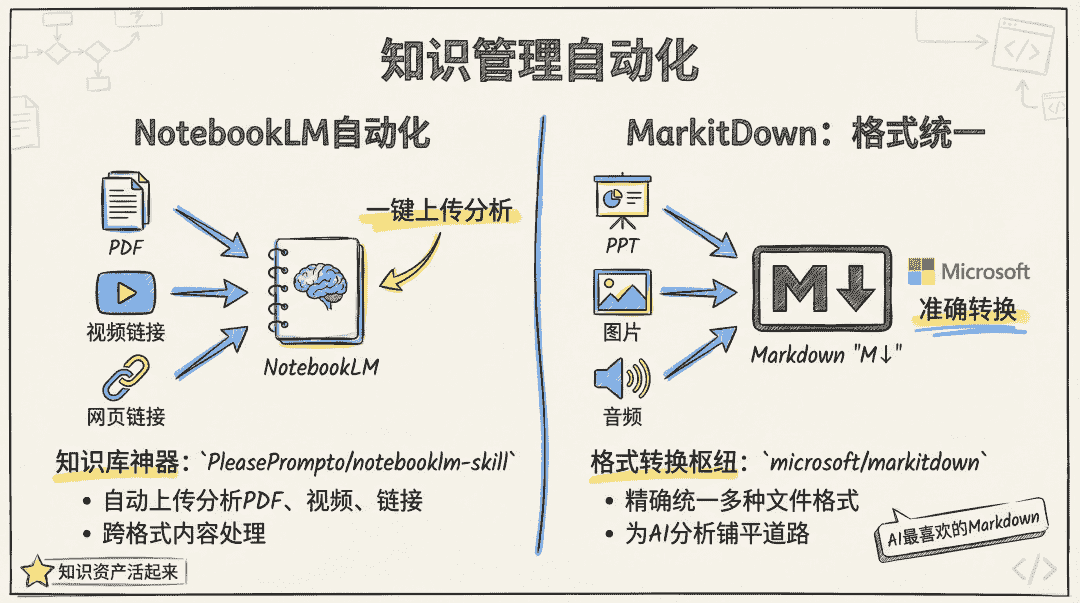 知识管理自动化
NotebookLM自动化
PDF
视频链接
网页链接
一键上传分析
NotebookLM
知识库神器：`PleasePrompto/notebooklm-skill`
• 自动上传分析PDF、视频、链接
• 跨格式内容处理
知识资产活起来
MarkitDown：格式统一
PPT
图片
音频
M↓
Microsoft
准确转换
Markdown "M↓"
格式转换枢纽：`microsoft/markitdown`
• 精确统一多种文件格式
• 为AI分析铺平道路
AI最喜欢的Markdown